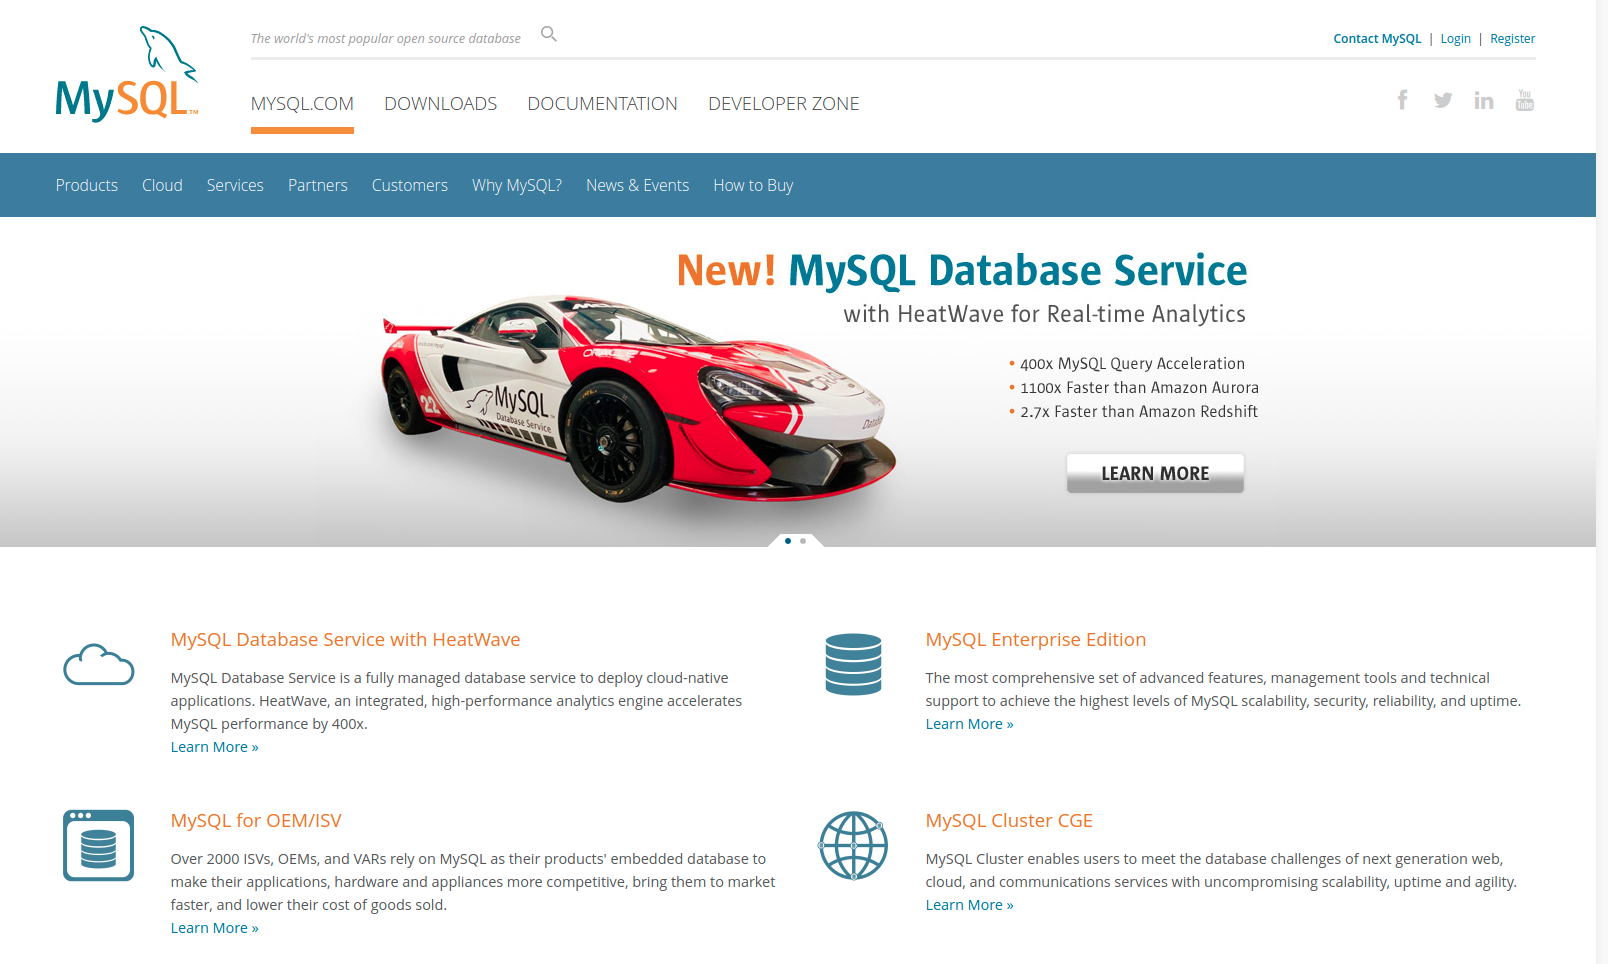 The world's most popular open source database
Contact MySQL | Login | Register
MySQL™
MYSQL.COM DOWNLOADS DOCUMENTATION DEVELOPER ZONE
You Tube
Products Cloud Services Partners Customers Why MySQL? News & Events How to Buy
New! MySQL Database Service
with HeatWave for Real-time Analytics
• 400x MySQL Query Acceleration
• 1100x Faster than Amazon Aurora
• 2.7x Faster than Amazon Redshift
LEARN MORE
ORACLE
22
MySQL™
Database Service
MySQL Database Service with HeatWave
MySQL Database Service is a fully managed database service to deploy cloud-native
applications. HeatWave, an integrated, high-performance analytics engine accelerates
MySQL performance by 400x.
Learn More »
MySQL Enterprise Edition
The most comprehensive set of advanced features, management tools and technical
support to achieve the highest levels of MySQL scalability, security, reliability, and uptime.
Learn More »
MySQL for OEM/ISV
Over 2000 ISVs, OEMs, and VARs rely on MySQL as their products' embedded database to
make their applications, hardware and appliances more competitive, bring them to market
faster, and lower their cost of goods sold.
Learn More »
MySQL Cluster CGE
MySQL Cluster enables users to meet the database challenges of next generation web,
cloud, and communications services with uncompromising scalability, uptime and agility.
Learn More »